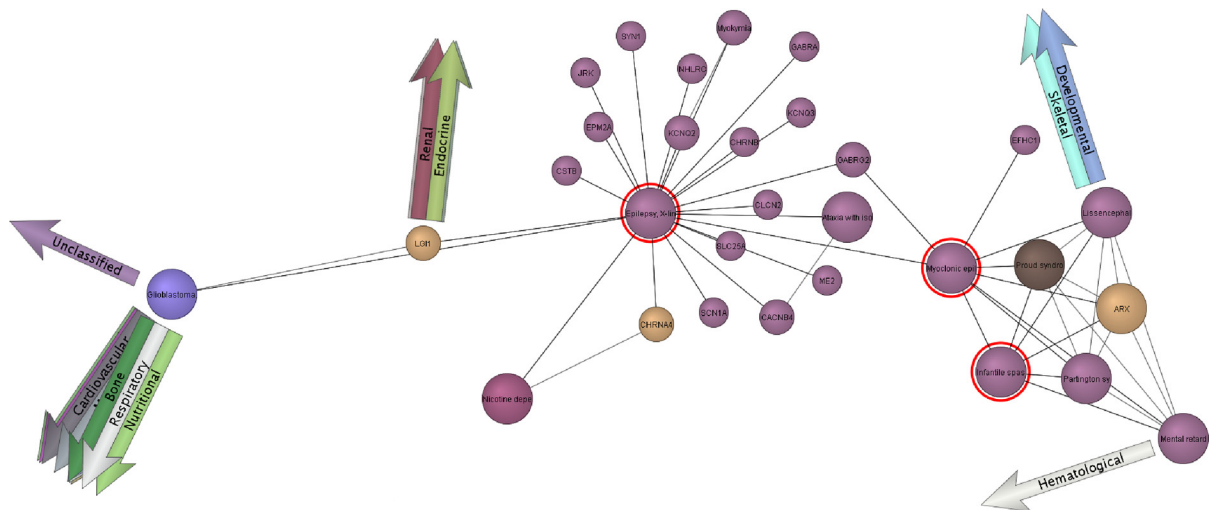 SYN1
Myokymia
GABRA
JRK
NHLRC
KCNQ3
EPM2A
KCNQ2
CHRNB
GABRG2
EFHC1
CSTB
Epilepsy, X-lin
CLCN2
Ataxia with iso
Lissencephal
LGI1
SLC25A
Myoclonic epi
Proud syndro
ME2
Glioblastoma
ARX
CHRNA4
SCN1A
CACNB4
Infantile spas
Partington sy
Nicotine depe
Mental retard
Unclassified
Cardiovascular
Bone
Respiratory
Nutritional
Renal
Endocrine
Developmental
Skeletal
Hematological